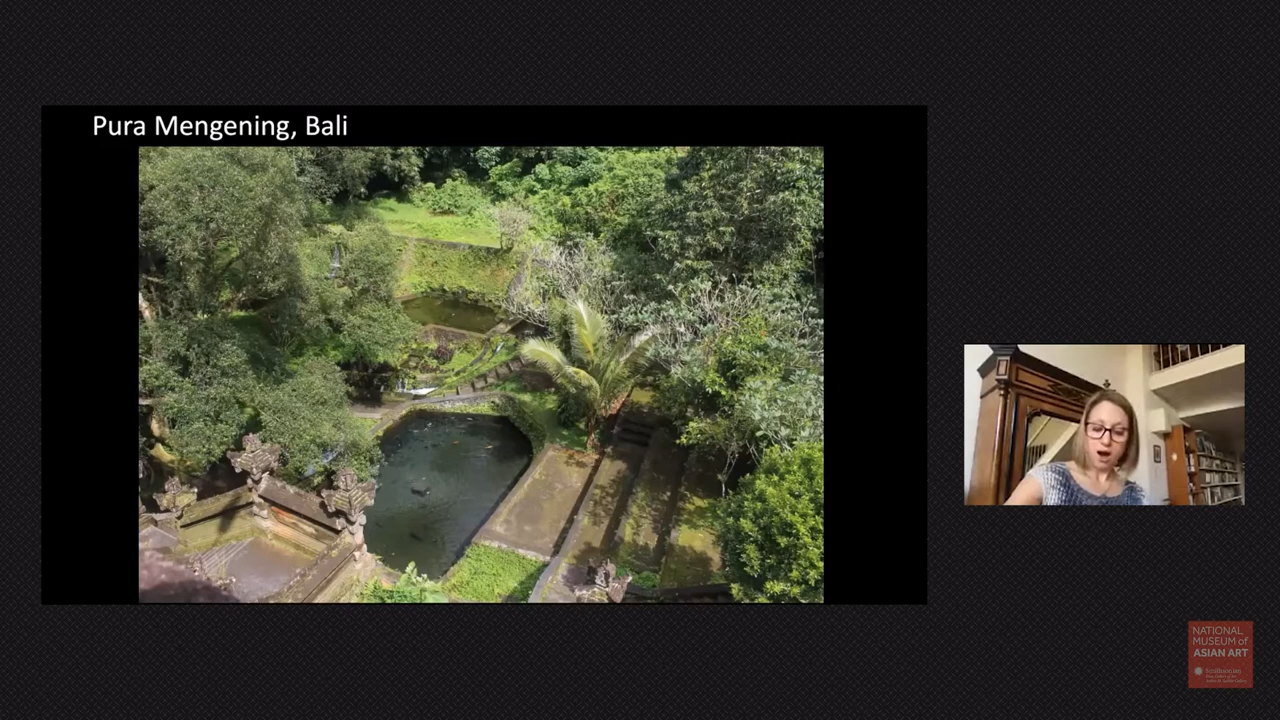 Pura Mengening, Bali
NATIONAL
MUSEUM of
ASIAN ART
Smithsonian